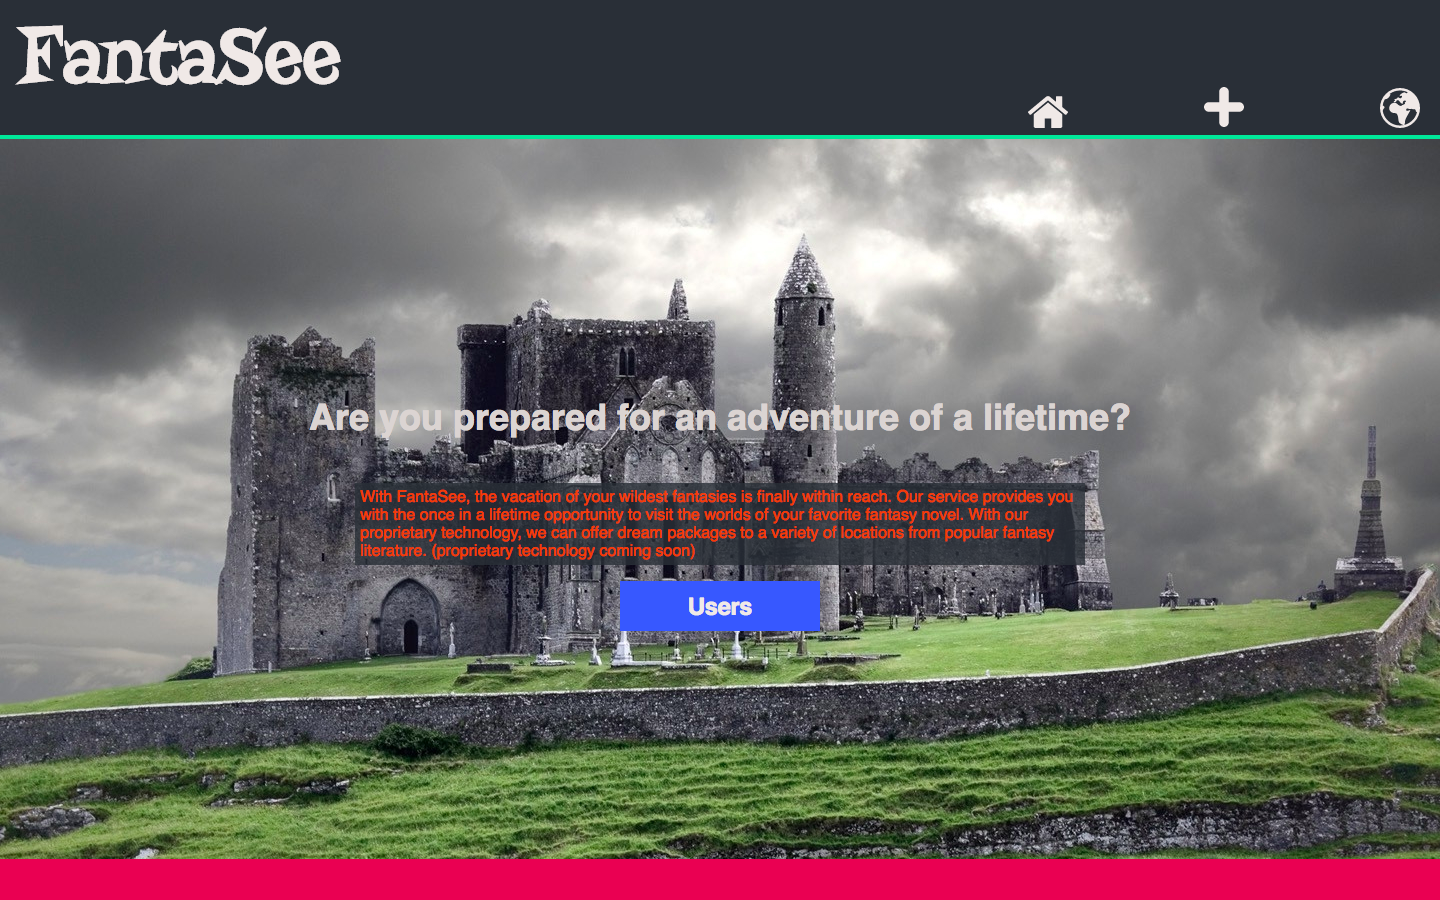 FantaSee
Are you prepared for an adventure of a lifetime?
With FantaSee, the vacation of your wildest fantasies is finally within reach. Our service provides you
with the once in a lifetime opportunity to visit the worlds of your favorite fantasy novel. With our
proprietary technology, we can offer dream packages to a variety of locations from popular fantasy
literature. (proprietary technology coming soon)
Users